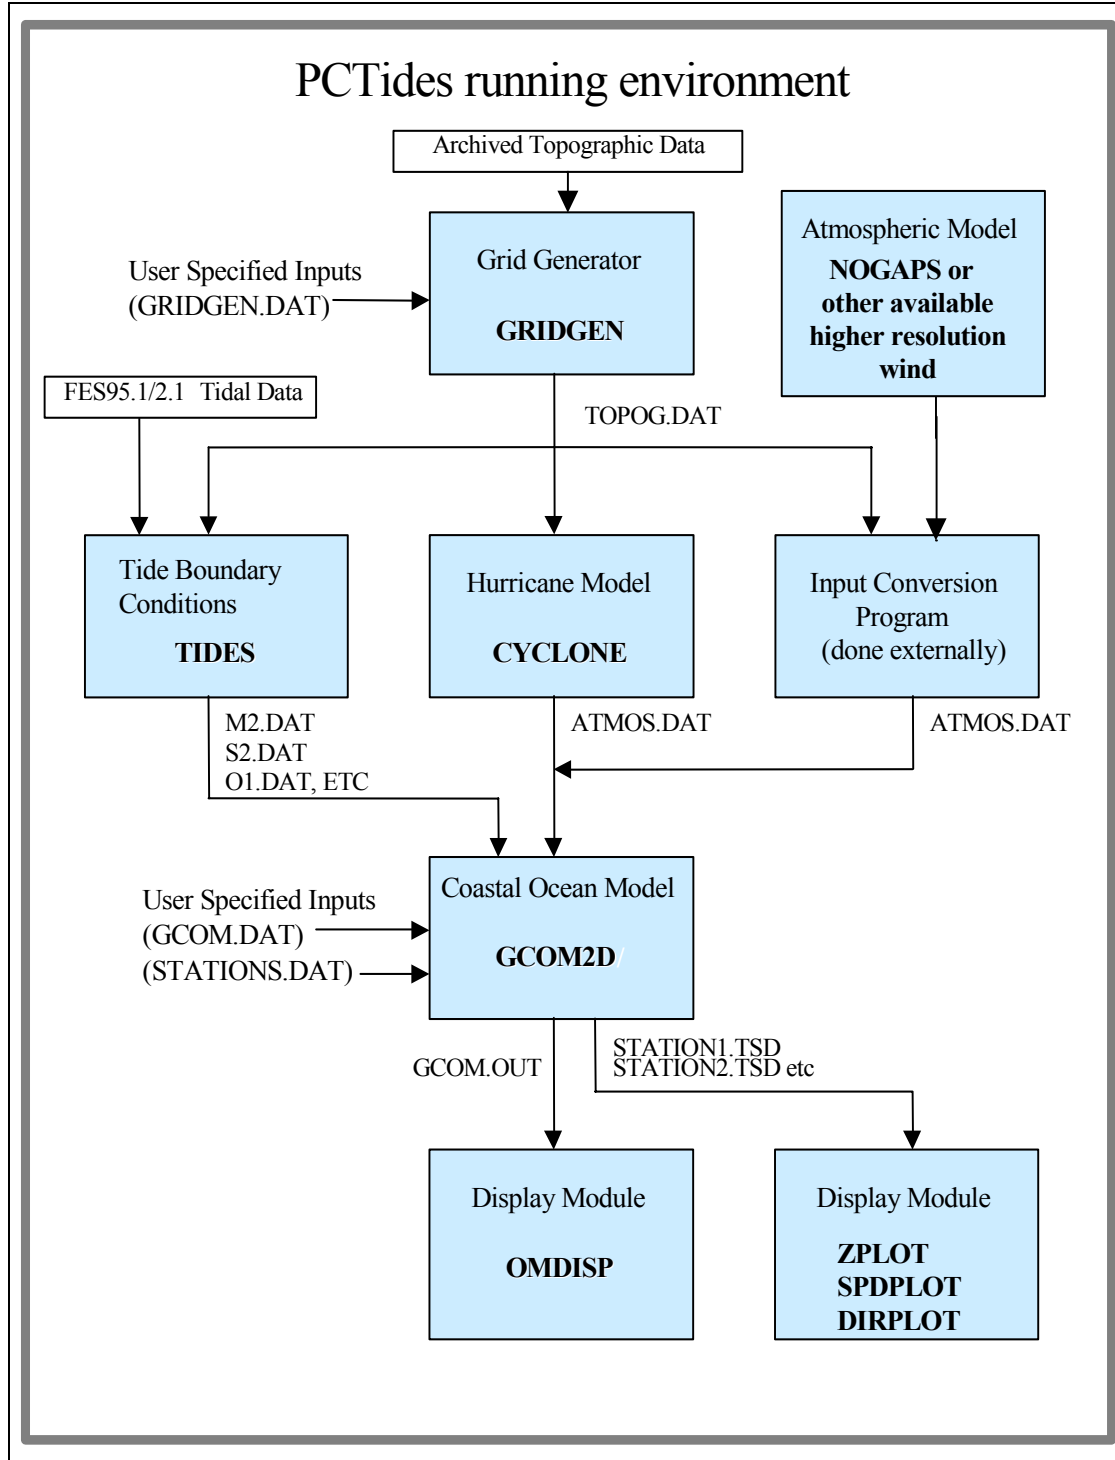 PCTides running environment
Archived Topographic Data
Grid Generator
GRIDGEN
Atmospheric Model
NOGAPS or
other available
higher resolution
wind
User Specified Inputs
(GRIDGEN.DAT)
FES95.1/2.1 Tidal Data
TOPOG.DAT
Tide Boundary
Conditions
TIDES
Hurricane Model
CYCLONE
Input Conversion
Program
(done externally)
M2.DAT
S2.DAT
O1.DAT, ETC
ATMOS.DAT
ATMOS.DAT
Coastal Ocean Model
GCOM2D/
User Specified Inputs
(GCOM.DAT)
(STATIONS.DAT)
GCOM.OUT
STATION1.TSD
STATION2.TSD etc
Display Module
OMDISP
Display Module
ZPLOT
SPDPLOT
DIRPLOT